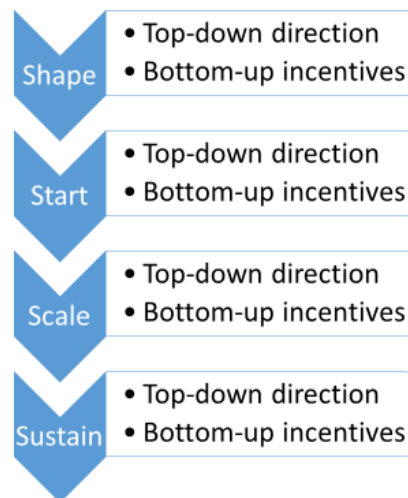 Shape
• Top-down direction
• Bottom-up incentives
Start
• Top-down direction
• Bottom-up incentives
Scale
• Top-down direction
• Bottom-up incentives
Sustain
• Top-down direction
• Bottom-up incentives